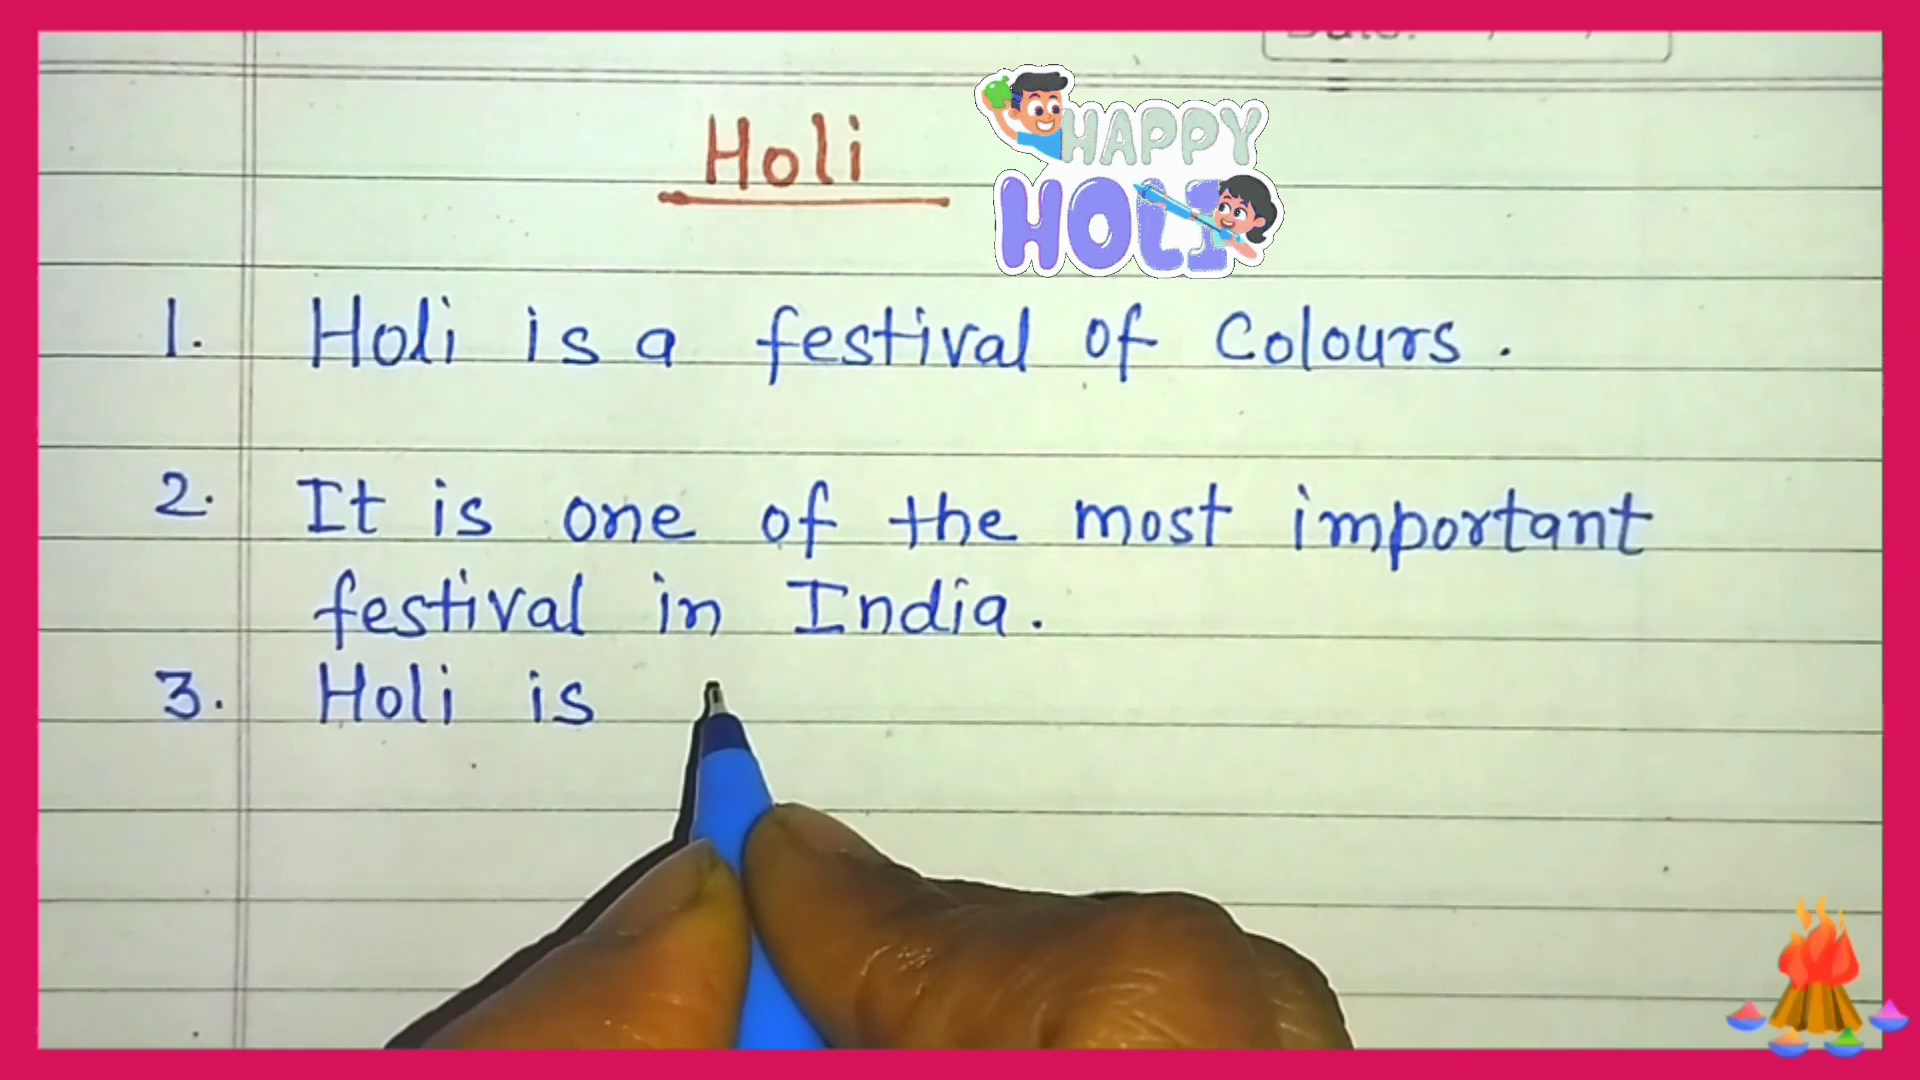 Date:
Holi
HAPPY
HOLI
1. Holi is a festival of Colours.
2. It is one of the most important
festival in India.
3. Holi is